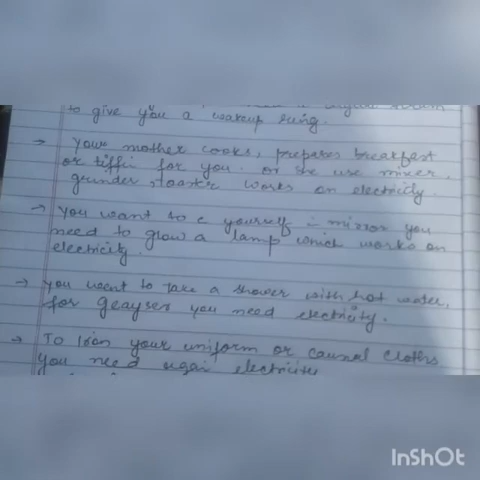 to give you a wakeup ring.
→ Your mother cooks, prepares breakfast
or tiffin for you. or she use mixer,
grinder, toaster works on electricity.
→ You want to c yourself in mirror you
need to glow a lamp which works on
electricity.
→ You want to take a shower with hot water,
for geayser you need electricity.
→ To iron your uniform or causal cloths
you need agai electricity
InShOt